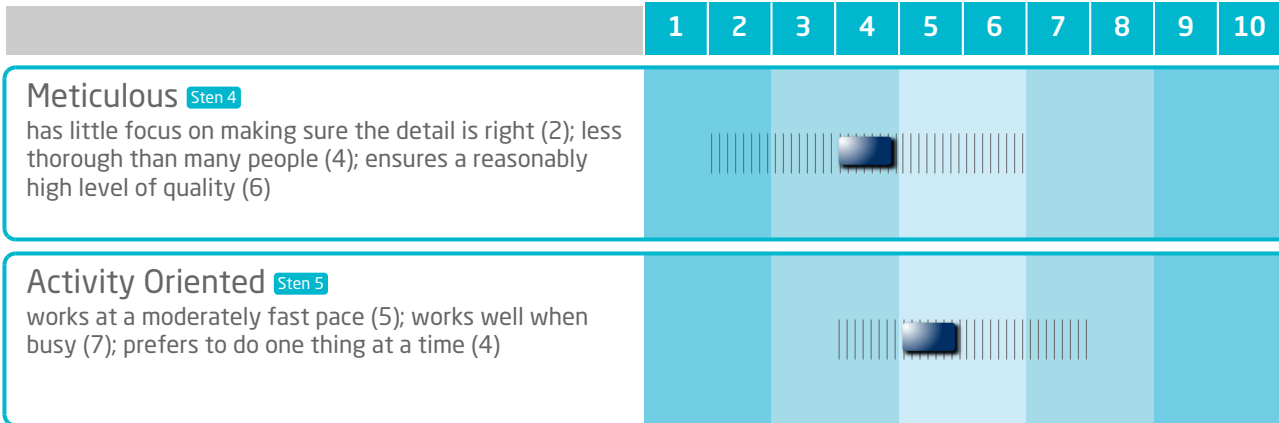 1 2 3 4 5 6 7 8 9 10
Meticulous Sten 4
has little focus on making sure the detail is right (2); less
thorough than many people (4); ensures a reasonably
high level of quality (6)
Activity Oriented Sten 5
works at a moderately fast pace (5); works well when
busy (7); prefers to do one thing at a time (4)